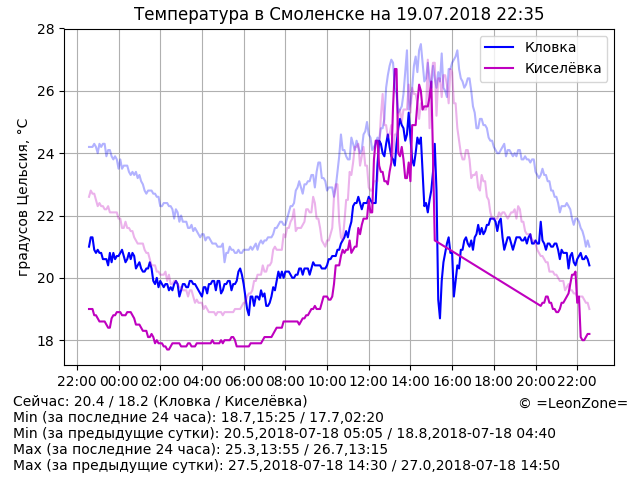 Температура в Смоленске на 19.07.2018 22:35
28
Кловка
Киселёвка
26
24
22
20
18
градусов Цельсия, °C
22:00 00:00 02:00 04:00 06:00 08:00 10:00 12:00 14:00 16:00 18:00 20:00 22:00
Сейчас: 20.4 / 18.2 (Кловка / Киселёвка)
© =LeonZone=
Min (за последние 24 часа): 18.7,15:25 / 17.7,02:20
Min (за предыдущие сутки): 20.5,2018-07-18 05:05 / 18.8,2018-07-18 04:40
Max (за последние 24 часа): 25.3,13:55 / 26.7,13:15
Max (за предыдущие сутки): 27.5,2018-07-18 14:30 / 27.0,2018-07-18 14:50